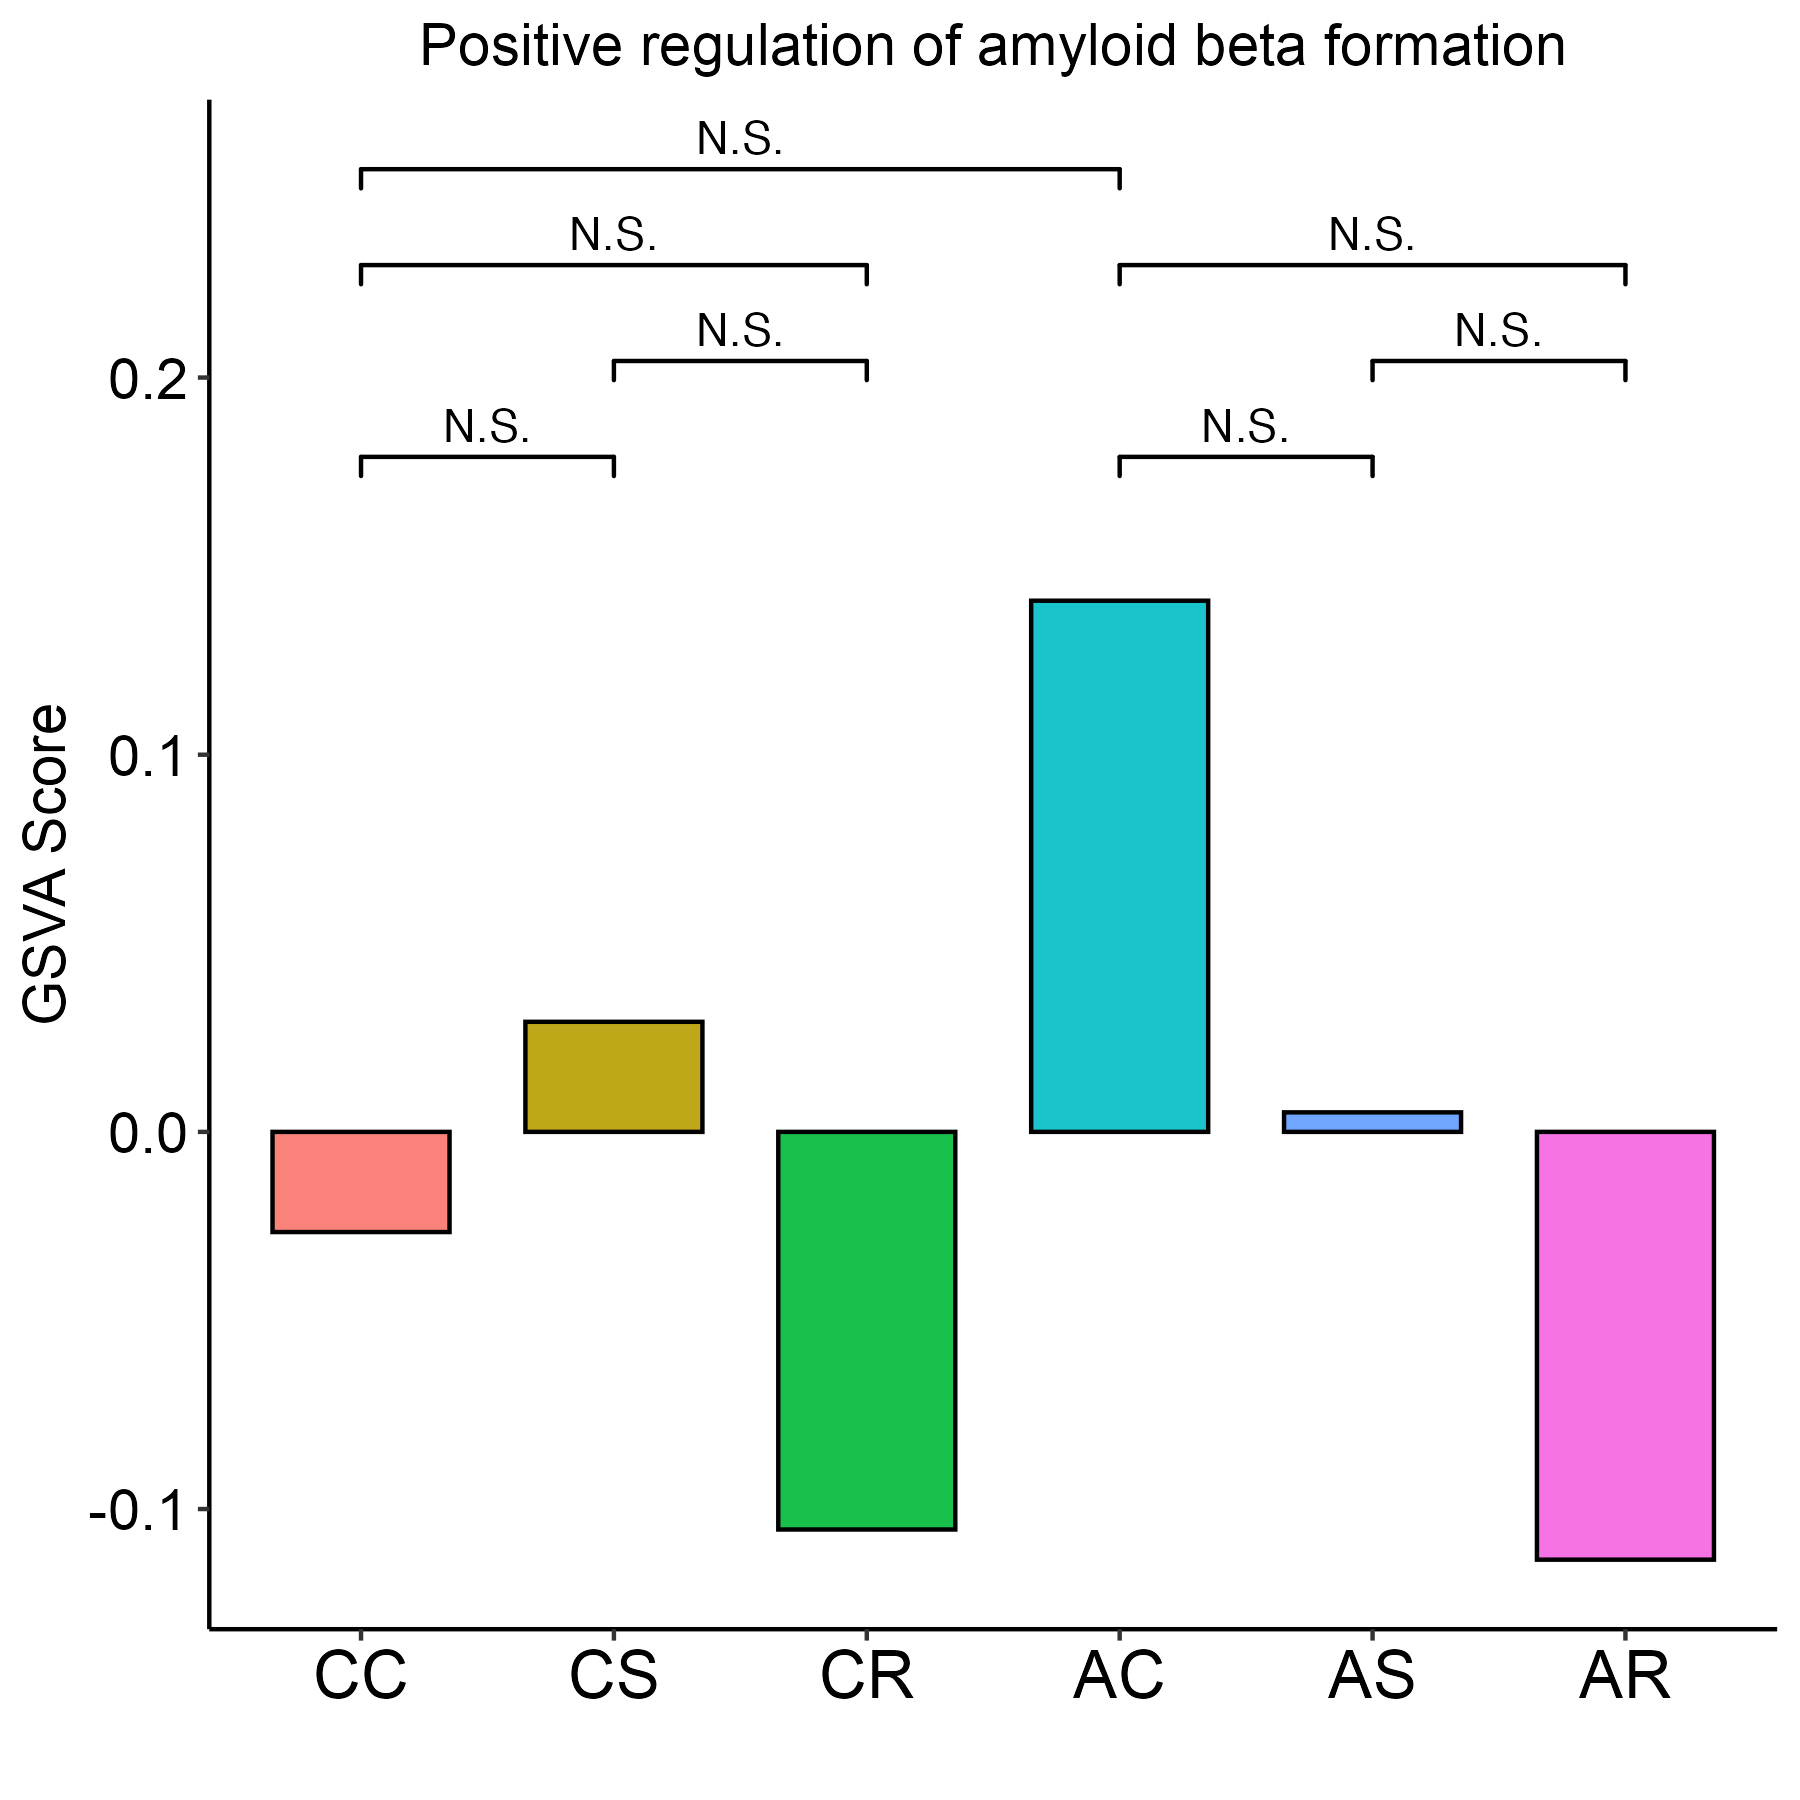 Positive regulation of amyloid beta formation
N.S.
N.S.
N.S.
N.S.
N.S.
N.S.
N.S.
0.2
0.1
0.0
-0.1
GSVA Score
CC
CS
CR
AC
AS
AR